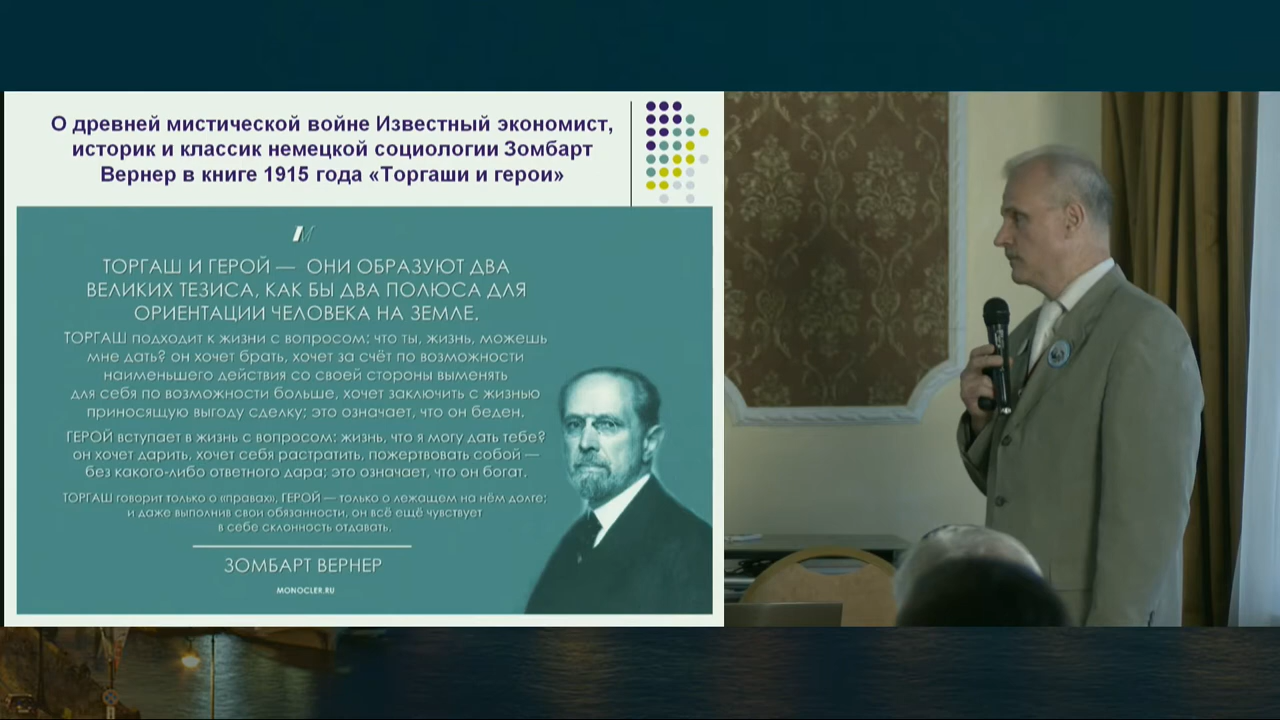 О древней мистической войне Известный экономист,
историк и классик немецкой социологии Зомбарт
Вернер в книге 1915 года «Торгаши и герои»
ТОРГАШ И ГЕРОЙ — ОНИ ОБРАЗУЮТ ДВА
ВЕЛИКИХ ТЕЗИСА, КАК БЫ ДВА ПОЛЮСА ДЛЯ
ОРИЕНТАЦИИ ЧЕЛОВЕКА НА ЗЕМЛЕ.
ТОРГАШ подходит к жизни с вопросом: что ты, жизнь, можешь
мне дать? он хочет брать, хочет за счёт по возможности
наименьшего действия со своей стороны выменять
для себя по возможности больше, хочет заключить с жизнью
приносящую выгоду сделку; это означает, что он беден.
ГЕРОЙ вступает в жизнь с вопросом: жизнь, что я могу дать тебе?
он хочет дарить, хочет себя растратить, пожертвовать собой —
без какого-либо ответного дара; это означает, что он богат.
ТОРГАШ говорит только о «правах», ГЕРОЙ — только о лежащем на нём долге;
и даже выполнив свои обязанности, он всё ещё чувствует
в себе склонность отдавать.
ЗОМБАРТ ВЕРНЕР
MONOCLER.RU